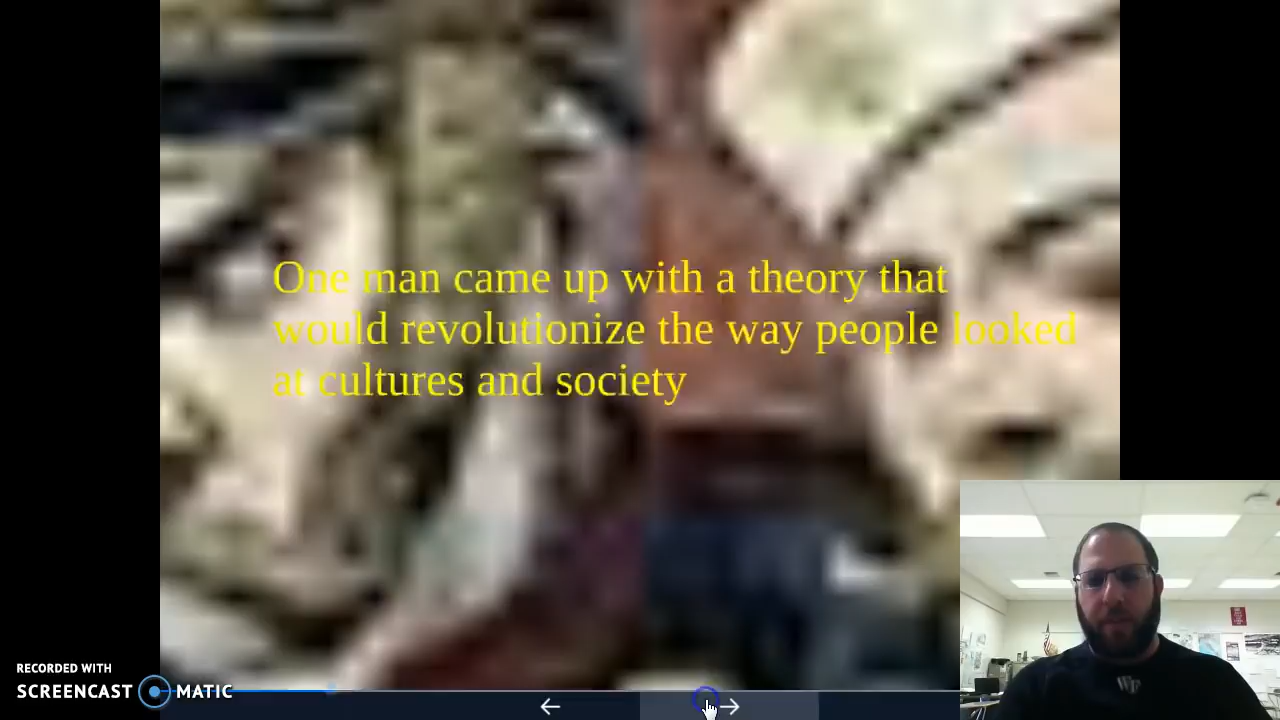 One man came up with a theory that
would revolutionize the way people looked
at cultures and society
RECORDED WITH
SCREENCAST MATIC
WF